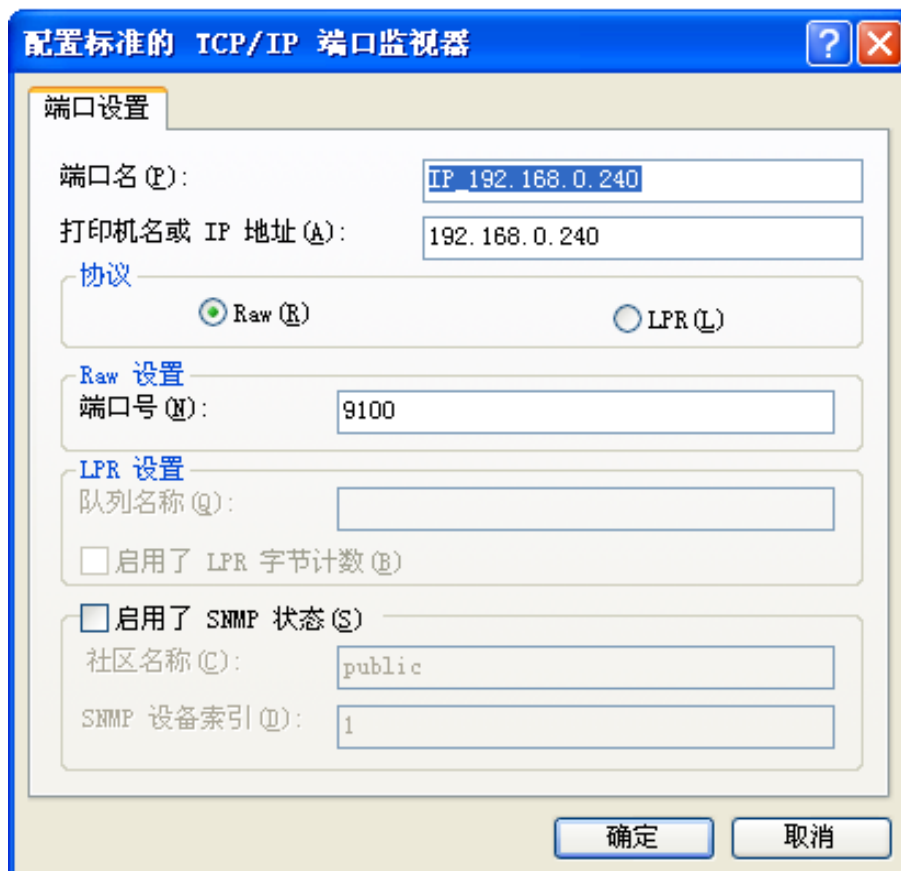 配置标准的 TCP/IP 端口监视器
端口设置
端口名(P):
IP_192.168.0.240
打印机名或 IP 地址(A):
192.168.0.240
协议
Raw(R)
LPR(L)
Raw 设置
端口号(N):
9100
LPR 设置
队列名称(Q):
启用了 LPR 字节计数(B)
启用了 SNMP 状态(S)
社区名称(C):
public
SNMP 设备索引(D):
1
确定
取消